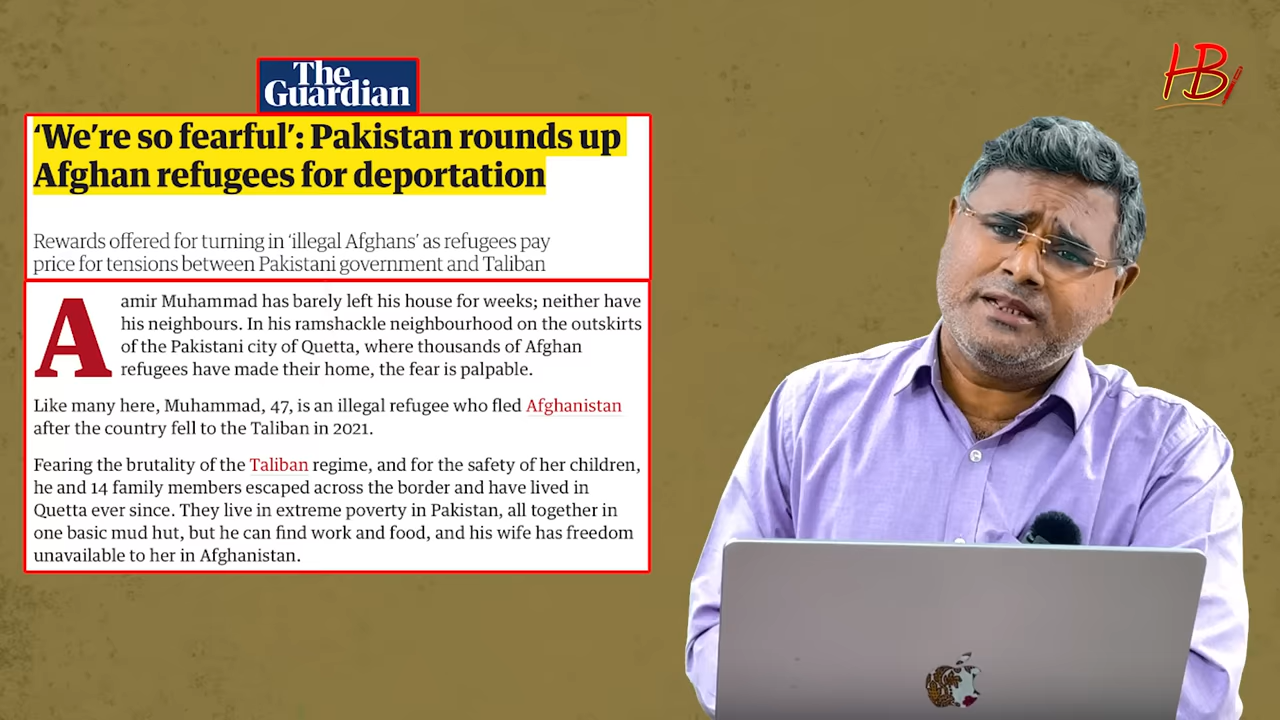 The
Guardian
‘We’re so fearful’: Pakistan rounds up
Afghan refugees for deportation
Rewards offered for turning in ‘illegal Afghans’ as refugees pay
price for tensions between Pakistani government and Taliban
Aamir Muhammad has barely left his house for weeks; neither have
his neighbours. In his ramshackle neighbourhood on the outskirts
of the Pakistani city of Quetta, where thousands of Afghan
refugees have made their home, the fear is palpable.
Like many here, Muhammad, 47, is an illegal refugee who fled Afghanistan
after the country fell to the Taliban in 2021.
Fearing the brutality of the Taliban regime, and for the safety of her children,
he and 14 family members escaped across the border and have lived in
Quetta ever since. They live in extreme poverty in Pakistan, all together in
one basic mud hut, but he can find work and food, and his wife has freedom
unavailable to her in Afghanistan.
HB